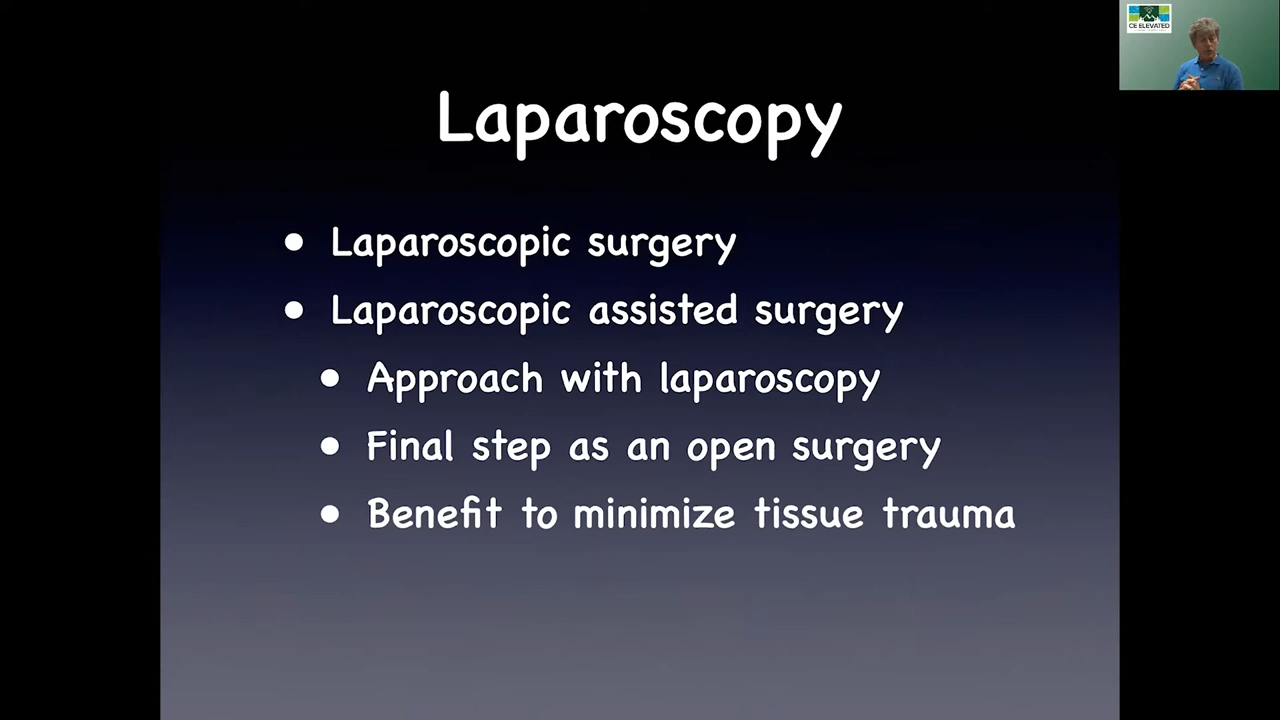 CE ELEVATED
Laparoscopy
Laparoscopic surgery
Laparoscopic assisted surgery
Approach with laparoscopy
Final step as an open surgery
Benefit to minimize tissue trauma